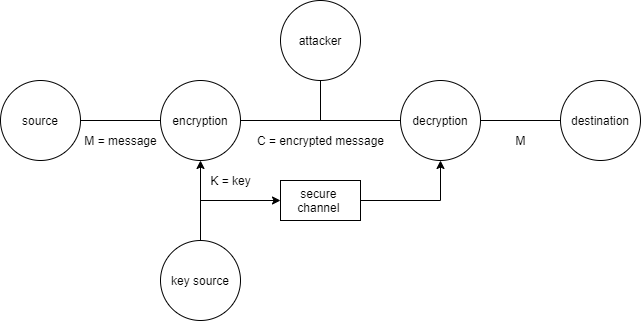 attacker
source
encryption
decryption
destination
M = message
C = encrypted message
M
K = key
secure
channel
key source